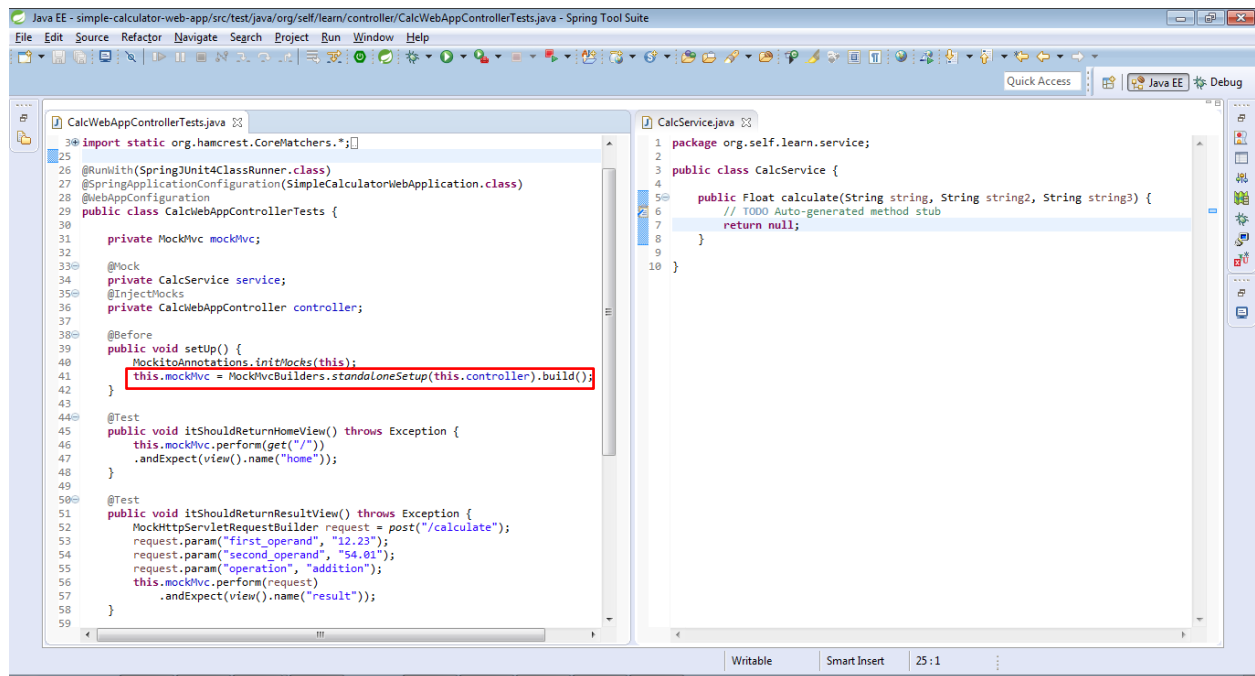 Java EE - simple-calculator-web-app/src/test/java/org/self/learn/controller/CalcWebAppControllerTests.java - Spring Tool Suite
File Edit Source Refactor Navigate Search Project Run Window Help
Quick Access Java EE Debug
CalcWebAppControllerTests.java
3 import static org.hamcrest.CoreMatchers.*;
25
26 @RunWith(SpringJUnit4ClassRunner.class)
27 @SpringApplicationConfiguration(SimpleCalculatorWebApplication.class)
28 @WebAppConfiguration
29 public class CalcWebAppControllerTests {
30
31     private MockMvc mockMvc;
32
33     @Mock
34     private CalcService service;
35     @InjectMocks
36     private CalcWebAppController controller;
37
38     @Before
39     public void setUp() {
40         MockitoAnnotations.initMocks(this);
41         this.mockMvc = MockMvcBuilders.standaloneSetup(this.controller).build();
42     }
43
44     @Test
45     public void itShouldReturnHomeView() throws Exception {
46         this.mockMvc.perform(get("/"))
47         .andExpect(view().name("home"));
48     }
49
50     @Test
51     public void itShouldReturnResultView() throws Exception {
52         MockHttpServletRequestBuilder request = post("/calculate");
53         request.param("first_operand", "12.23");
54         request.param("second_operand", "54.01");
55         request.param("operation", "addition");
56         this.mockMvc.perform(request)
57             .andExpect(view().name("result"));
58     }
59
CalcService.java
1 package org.self.learn.service;
2
3 public class CalcService {
4
5     public Float calculate(String string, String string2, String string3) {
6         // TODO Auto-generated method stub
7         return null;
8     }
9
10 }
Writable Smart Insert 25 : 1